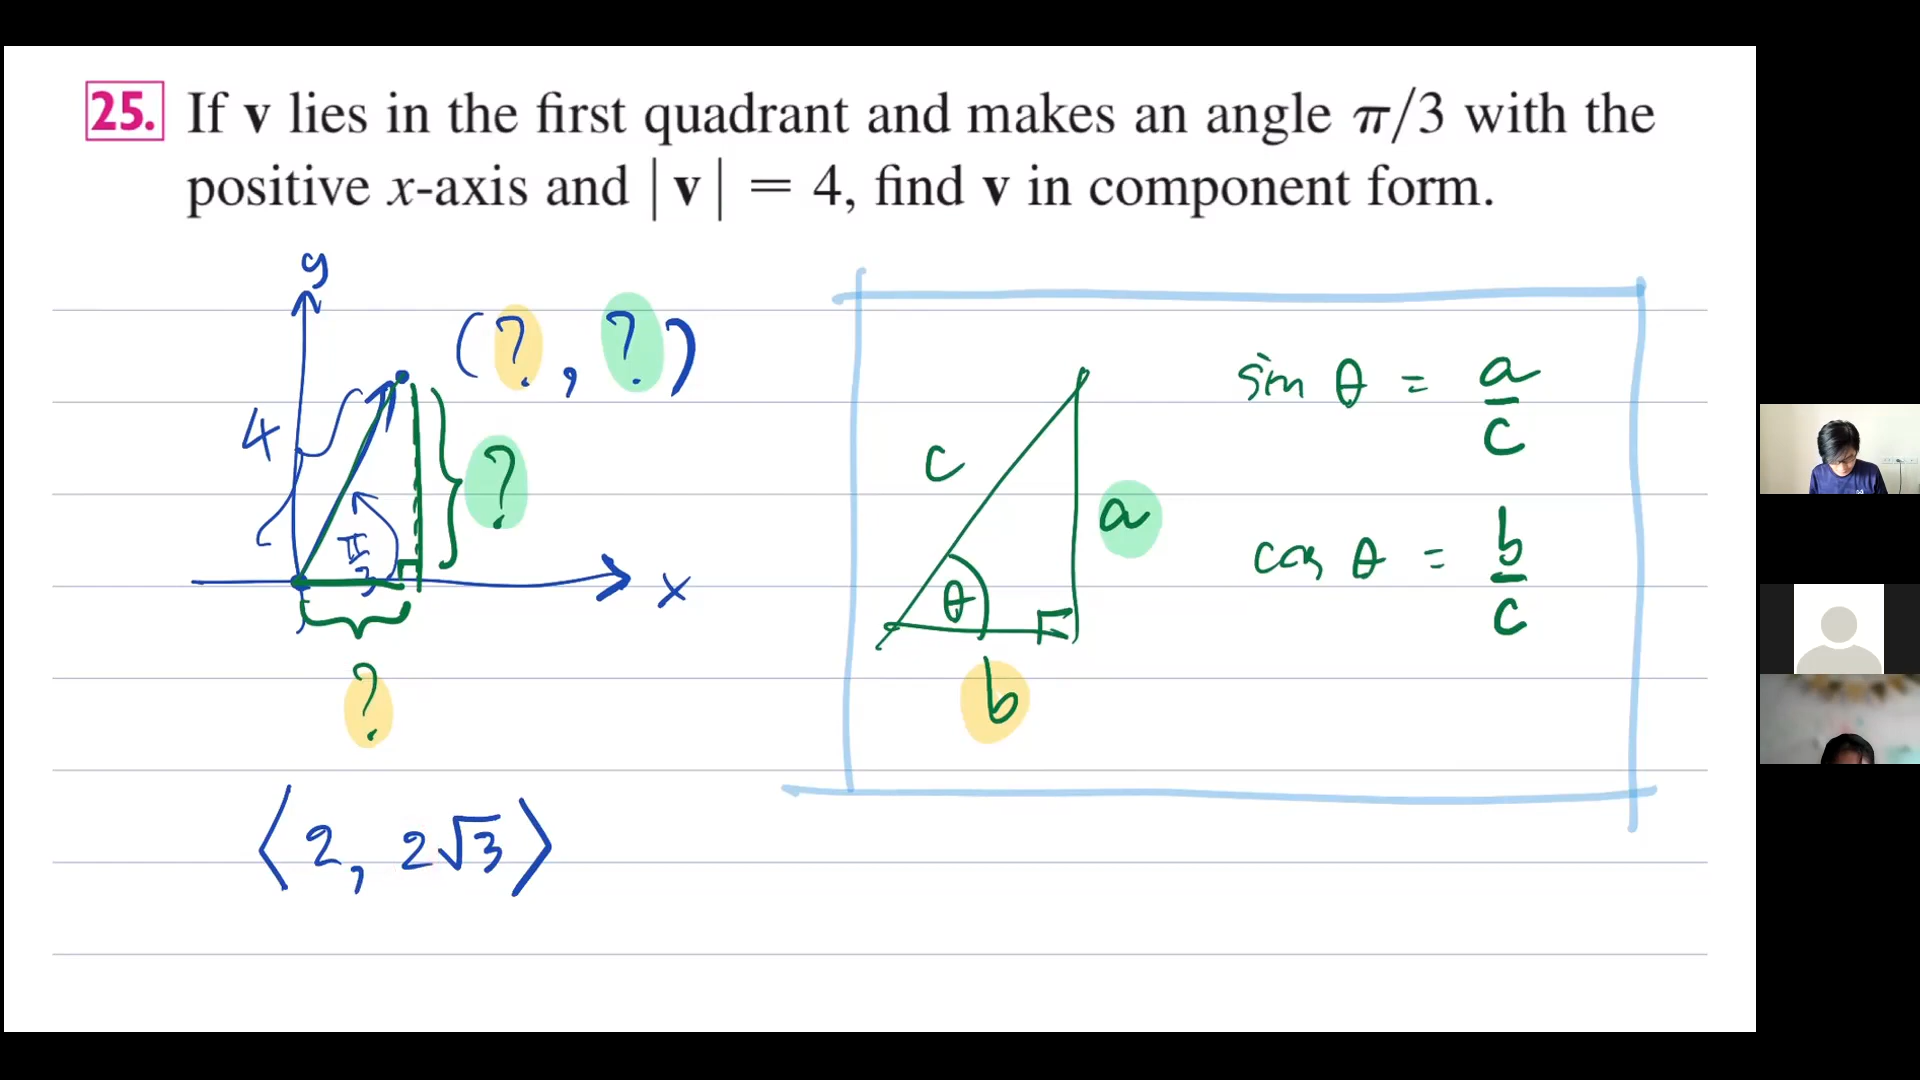 25. If v lies in the first quadrant and makes an angle π/3 with the
positive x-axis and |v| = 4, find v in component form.
y
(?, ?)
4
?
π/3
x
?
⟨2, 2√3⟩
c
a
θ
b
sin θ = a/c
cos θ = b/c